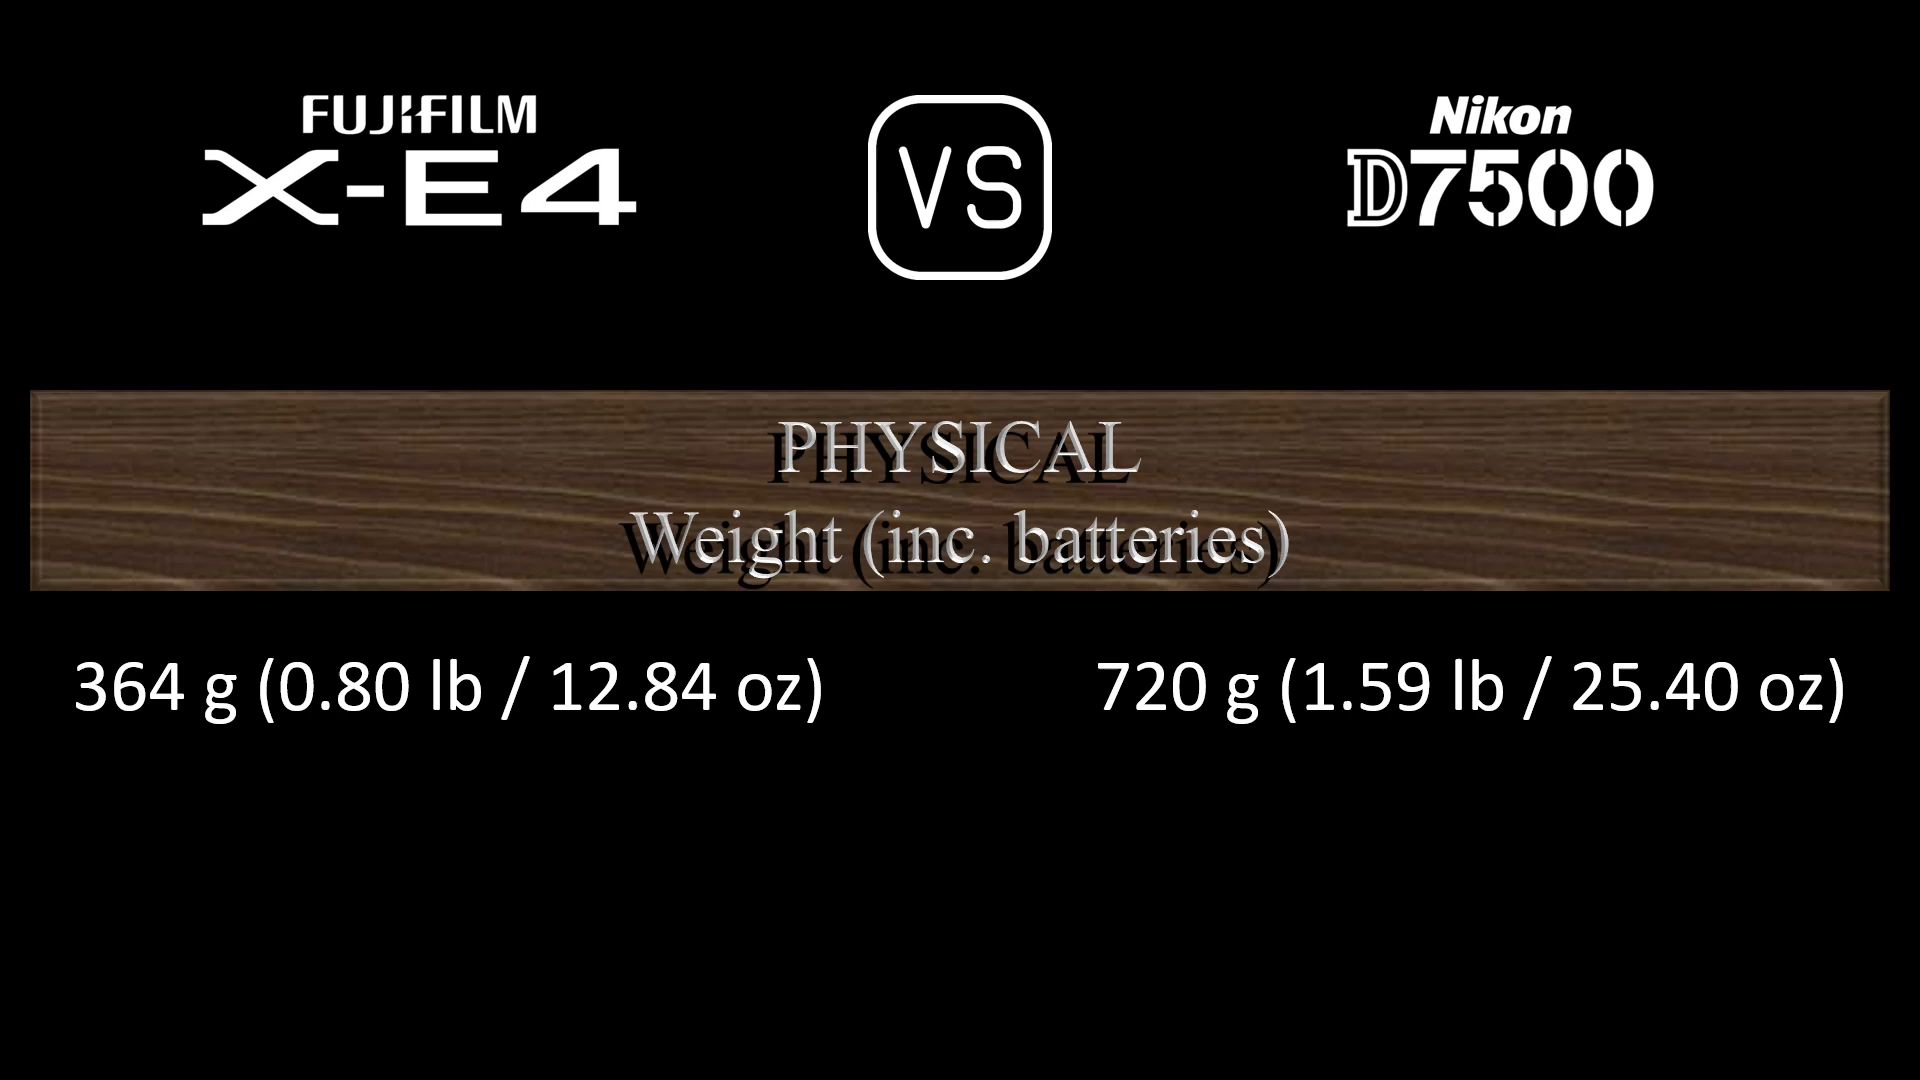 FUJIFILM
X-E4
VS
Nikon
D7500
PHYSICAL
Weight (inc. batteries)
364 g (0.80 lb / 12.84 oz)
720 g (1.59 lb / 25.40 oz)